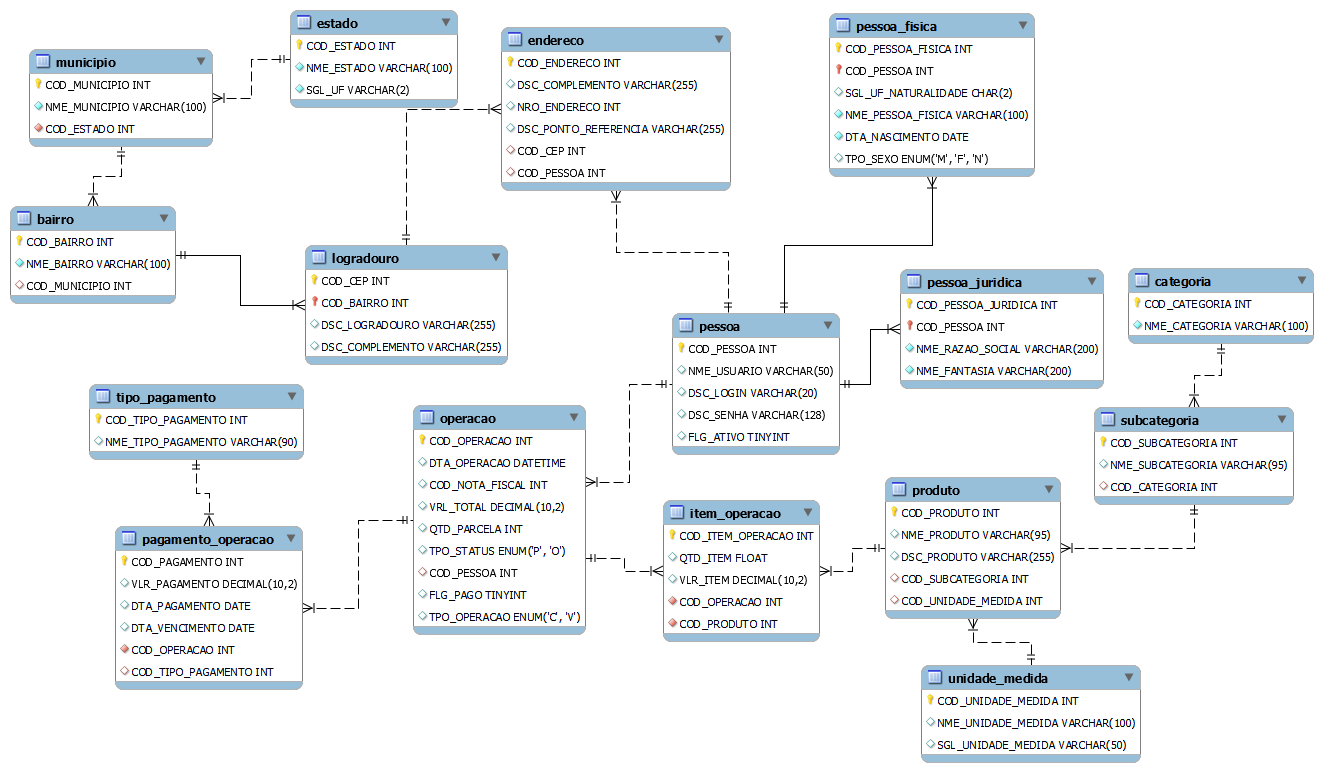 estado
COD_ESTADO INT
NME_ESTADO VARCHAR(100)
SGL_UF VARCHAR(2)
municipio
COD_MUNICIPIO INT
NME_MUNICIPIO VARCHAR(100)
COD_ESTADO INT
endereco
COD_ENDERECO INT
DSC_COMPLEMENTO VARCHAR(255)
NRO_ENDERECO INT
DSC_PONTO_REFERENCIA VARCHAR(255)
COD_CEP INT
COD_PESSOA INT
pessoa_fisica
COD_PESSOA_FISICA INT
COD_PESSOA INT
SGL_UF_NATURALIDADE CHAR(2)
NME_PESSOA_FISICA VARCHAR(100)
DTA_NASCIMENTO DATE
TPO_SEXO ENUM('M', 'F', 'N')
bairro
COD_BAIRRO INT
NME_BAIRRO VARCHAR(100)
COD_MUNICIPIO INT
logradouro
COD_CEP INT
COD_BAIRRO INT
DSC_LOGRADOURO VARCHAR(255)
DSC_COMPLEMENTO VARCHAR(255)
pessoa
COD_PESSOA INT
NME_USUARIO VARCHAR(50)
DSC_LOGIN VARCHAR(20)
DSC_SENHA VARCHAR(128)
FLG_ATIVO TINYINT
pessoa_juridica
COD_PESSOA_JURIDICA INT
COD_PESSOA INT
NME_RAZAO_SOCIAL VARCHAR(200)
NME_FANTASIA VARCHAR(200)
categoria
COD_CATEGORIA INT
NME_CATEGORIA VARCHAR(100)
tipo_pagamento
COD_TIPO_PAGAMENTO INT
NME_TIPO_PAGAMENTO VARCHAR(90)
operacao
COD_OPERACAO INT
DTA_OPERACAO DATETIME
COD_NOTA_FISCAL INT
VRL_TOTAL DECIMAL(10,2)
QTD_PARCELA INT
TPO_STATUS ENUM('P', 'O')
COD_PESSOA INT
FLG_PAGO TINYINT
TPO_OPERACAO ENUM('C', 'V')
subcategoria
COD_SUBCATEGORIA INT
NME_SUBCATEGORIA VARCHAR(95)
COD_CATEGORIA INT
pagamento_operacao
COD_PAGAMENTO INT
VLR_PAGAMENTO DECIMAL(10,2)
DTA_PAGAMENTO DATE
DTA_VENCIMENTO DATE
COD_OPERACAO INT
COD_TIPO_PAGAMENTO INT
item_operacao
COD_ITEM_OPERACAO INT
QTD_ITEM FLOAT
VLR_ITEM DECIMAL(10,2)
COD_OPERACAO INT
COD_PRODUTO INT
produto
COD_PRODUTO INT
NME_PRODUTO VARCHAR(95)
DSC_PRODUTO VARCHAR(255)
COD_SUBCATEGORIA INT
COD_UNIDADE_MEDIDA INT
unidade_medida
COD_UNIDADE_MEDIDA INT
NME_UNIDADE_MEDIDA VARCHAR(100)
SGL_UNIDADE_MEDIDA VARCHAR(50)